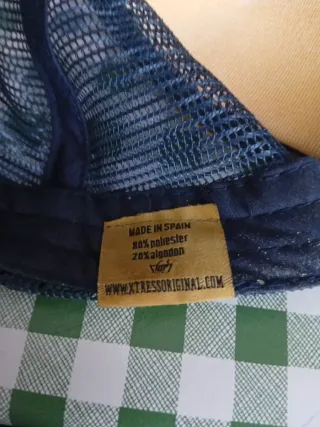 MADE IN SPAIN
80% poliester
20% algodon
WWW.XTRESSORIGINAL.COM